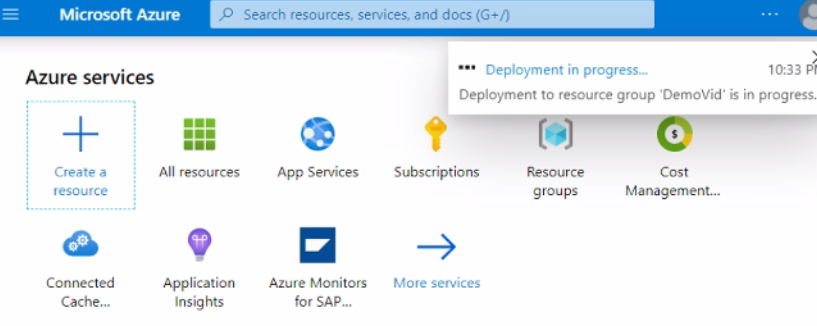 Microsoft Azure
Search resources, services, and docs (G+/)
Deployment in progress...
10:33
Deployment to resource group 'DemoVid' is in progress.
Azure services
Create a
resource
All resources
App Services
Subscriptions
Resource
groups
Cost
Management...
Connected
Cache...
Application
Insights
Azure Monitors
for SAP...
More services